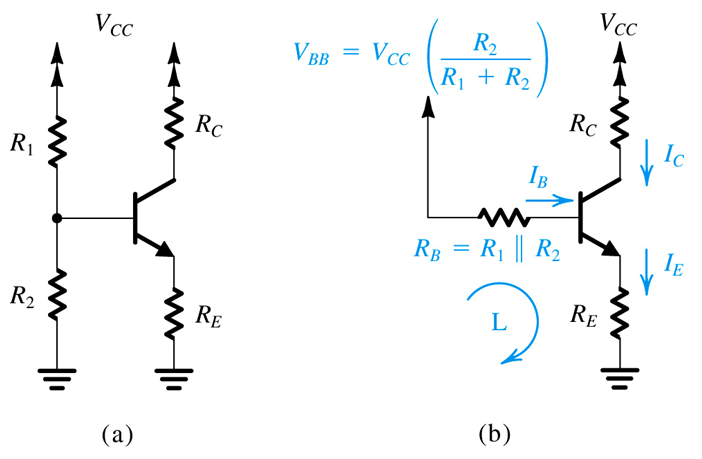 V_CC
R_1
R_C
R_2
R_E
(a)
V_BB = V_CC (R_2 / R_1 + R_2)
V_CC
R_C
I_C
I_B
R_B = R_1 ∥ R_2
I_E
L
R_E
(b)